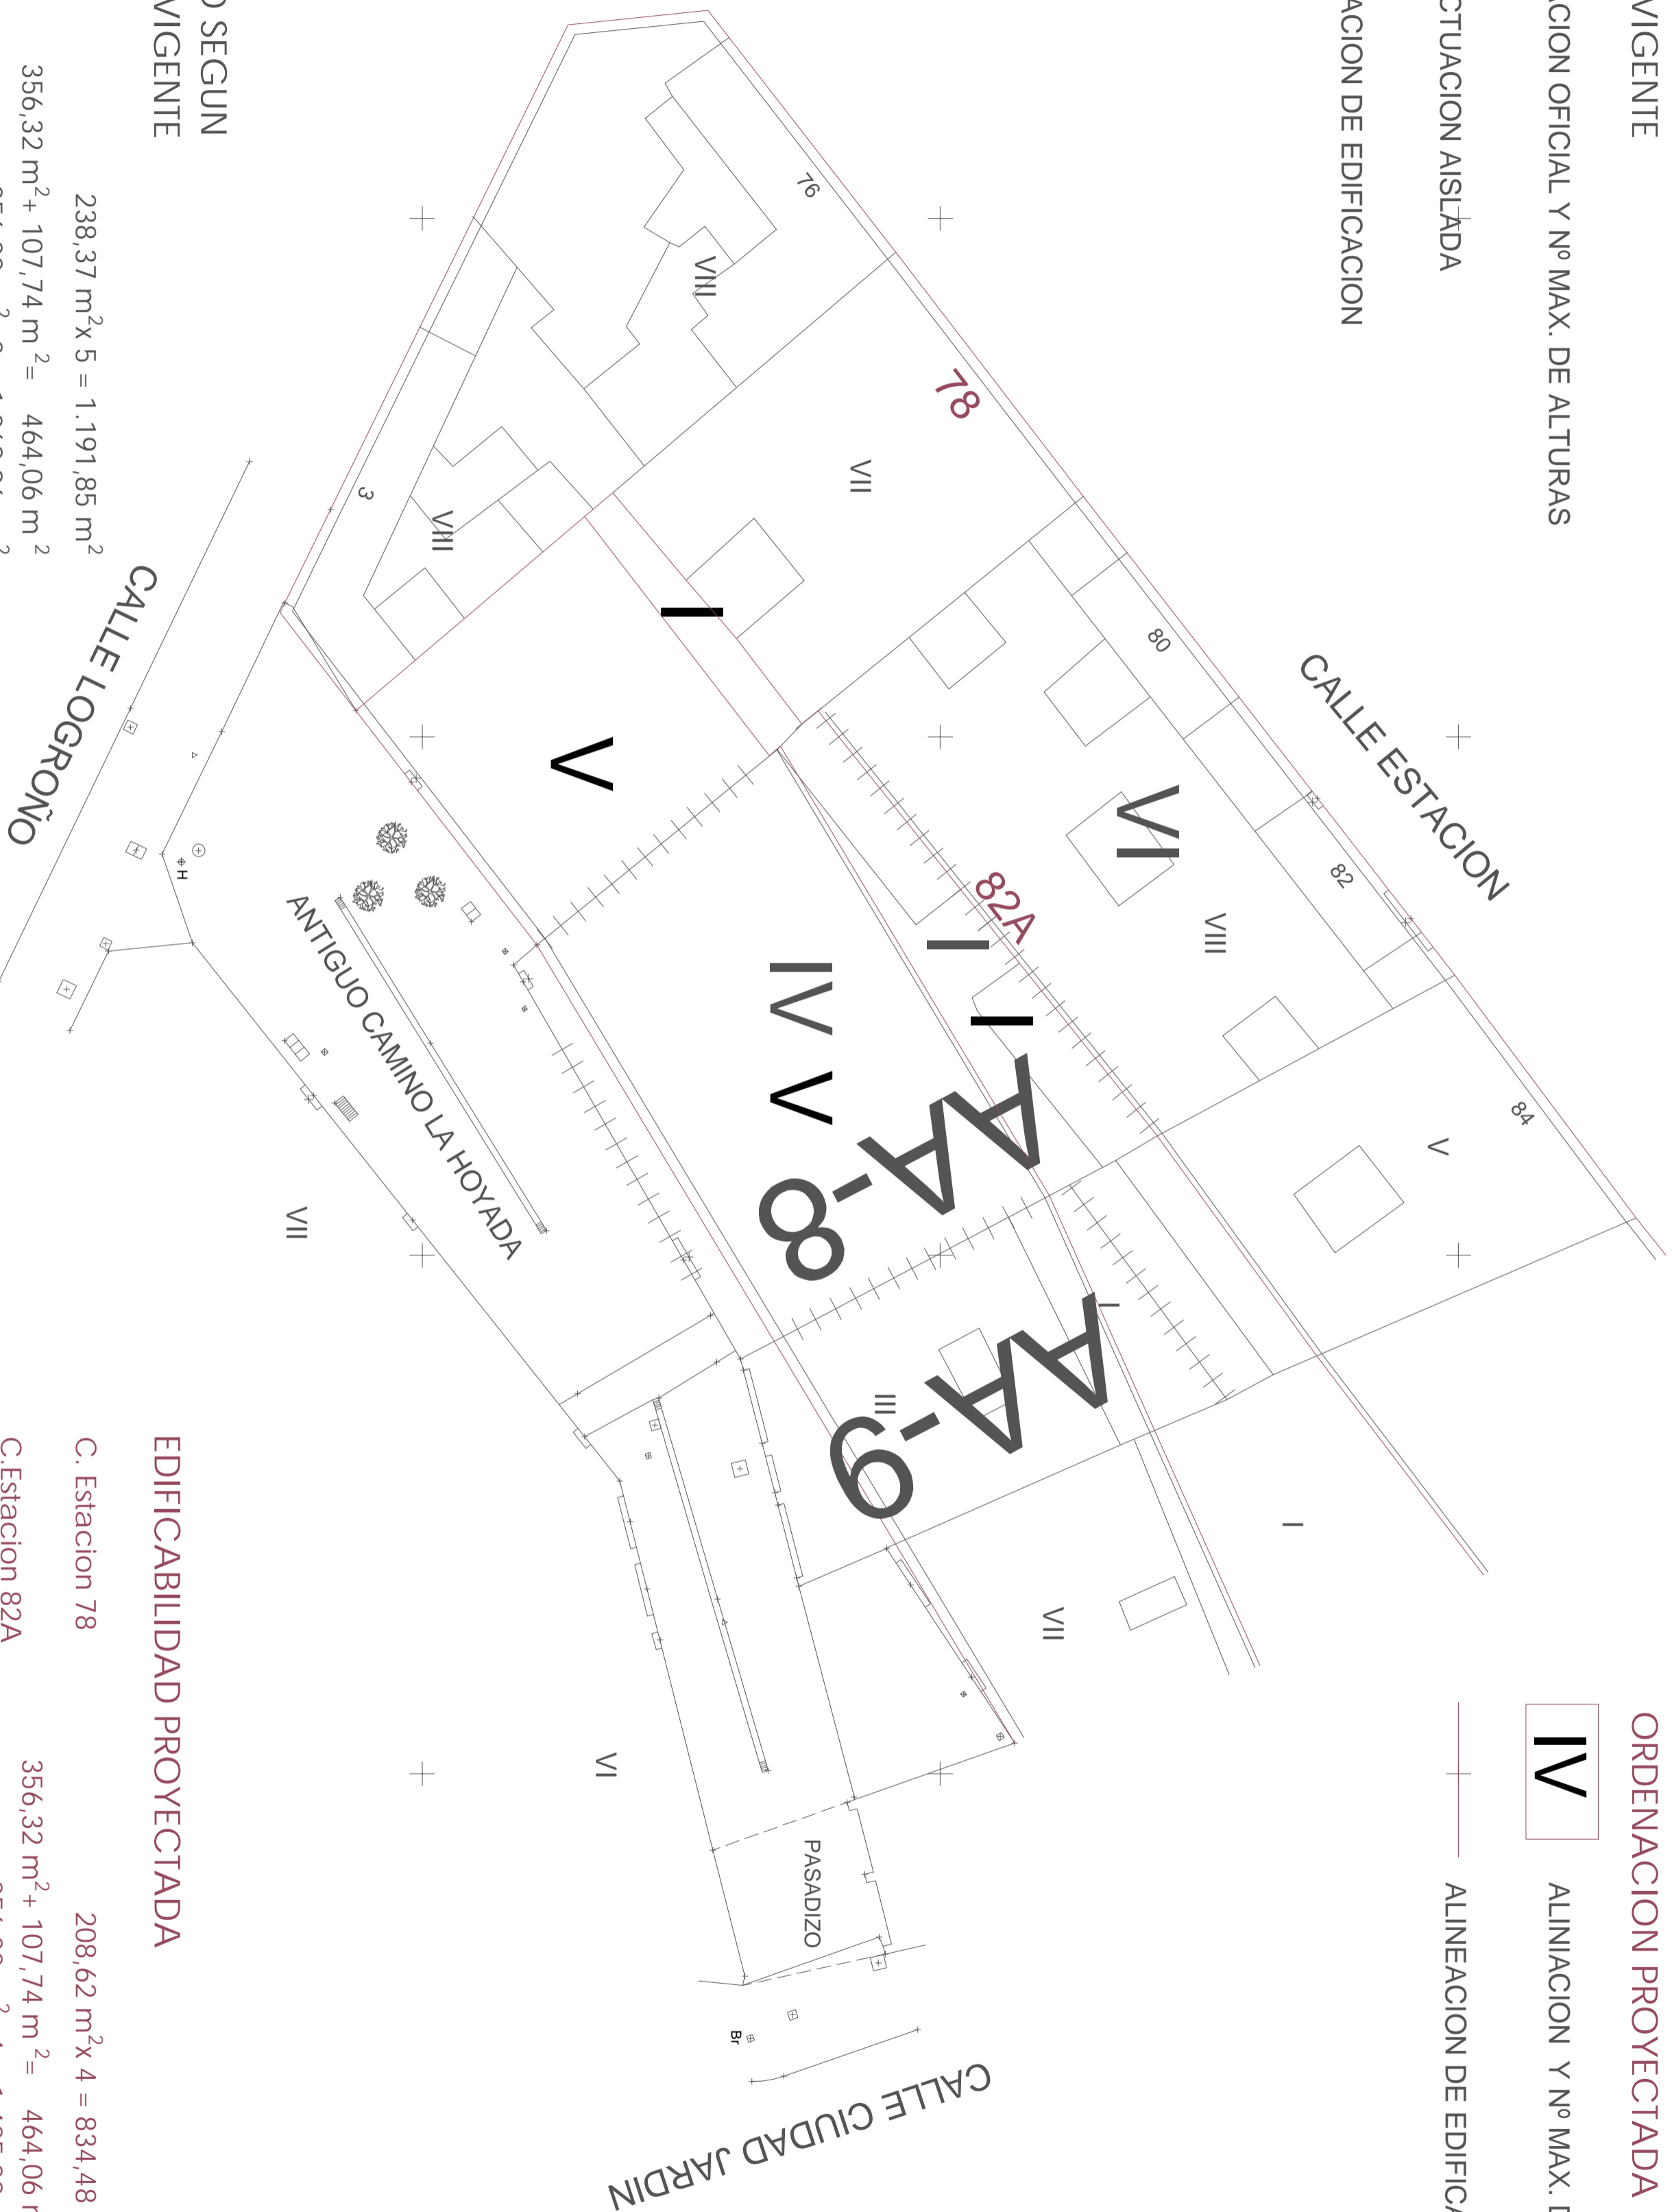 VIGENTE
ACION OFICIAL Y Nº MAX. DE ALTURAS
CTUACION AISLADA
ACION DE EDIFICACION
ORDENACION PROYECTADA
IV
ALINIACION Y Nº MAX.
ALINEACION DE EDIFICA
CALLE ESTACION
76
78
80
82
82A
84
VIII
VII
VIII
VI
VIII
V
3
I
V
I
I
IV V
AA-8
AA-9
I
III
I
VII
VII
VI
ANTIGUO CAMINO LA HOYADA
H
CALLE LOGROÑO
PASADIZO
Br
CALLE CIUDAD JARDIN
O SEGUN
VIGENTE
238,37 m²x 5 = 1.191,85 m²
356,32 m²+ 107,74 m²= 464,06 m²
EDIFICABILIDAD PROYECTADA
C. Estacion 78
208,62 m²x 4 = 834,48
356,32 m²+ 107,74 m²= 464,06
C.Estacion 82A